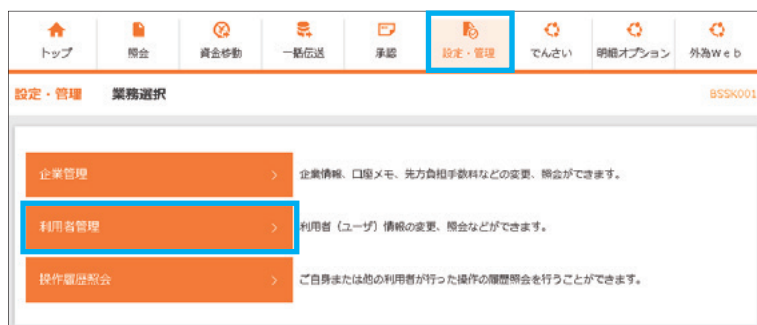 トップ 照会 資金移動 一括伝送 承認 設定・管理 でんさい 明細オプション 外為Web
設定・管理 業務選択 BSSK001
企業管理 企業情報、口座メモ、先方負担手数料などの変更、照会ができます。
利用者管理 利用者（ユーザ）情報の変更、照会などができます。
操作履歴照会 ご自身または他の利用者が行った操作の履歴照会を行うことができます。